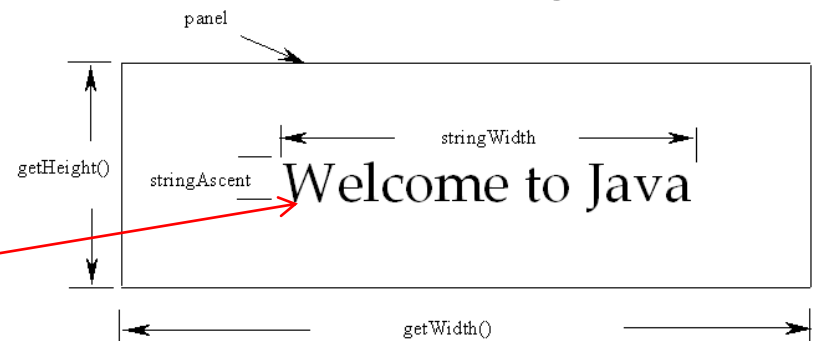 panel
stringWidth
getHeight()
stringAscent
Welcome to Java
getWidth()